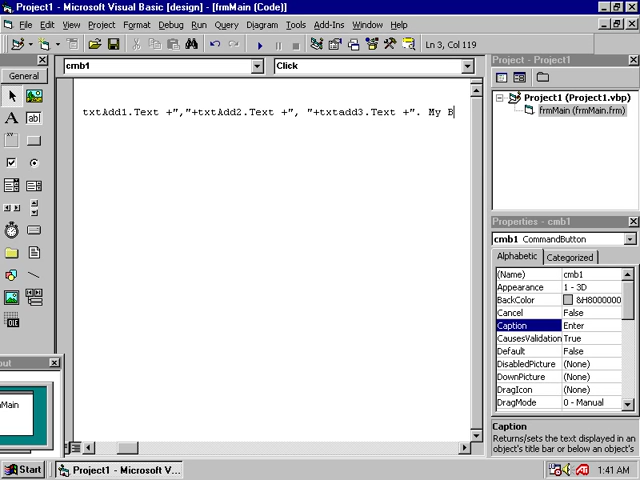 Project1 - Microsoft Visual Basic [design] - [frmMain (Code)]
File Edit View Project Format Debug Run Query Diagram Tools Add-Ins Window Help
Ln 3, Col 119
General
cmb1
Click
txtAdd1.Text +","+txtAdd2.Text +", "+txtadd3.Text +". My B
Project - Project1
Project1 (Project1.vbp)
frmMain (frmMain.frm)
Properties - cmb1
cmb1 CommandButton
Alphabetic Categorized
(Name) cmb1
Appearance 1 - 3D
BackColor &H8000000
Cancel False
Caption Enter
CausesValidation True
Default False
DisabledPicture (None)
DownPicture (None)
DragIcon (None)
DragMode 0 - Manual
Caption
Returns/sets the text displayed in an
object's title bar or below an object's
A
ab|
xy
OLE
out
mMain
Start
Project1 - Microsoft V...
ATI
1:41 AM